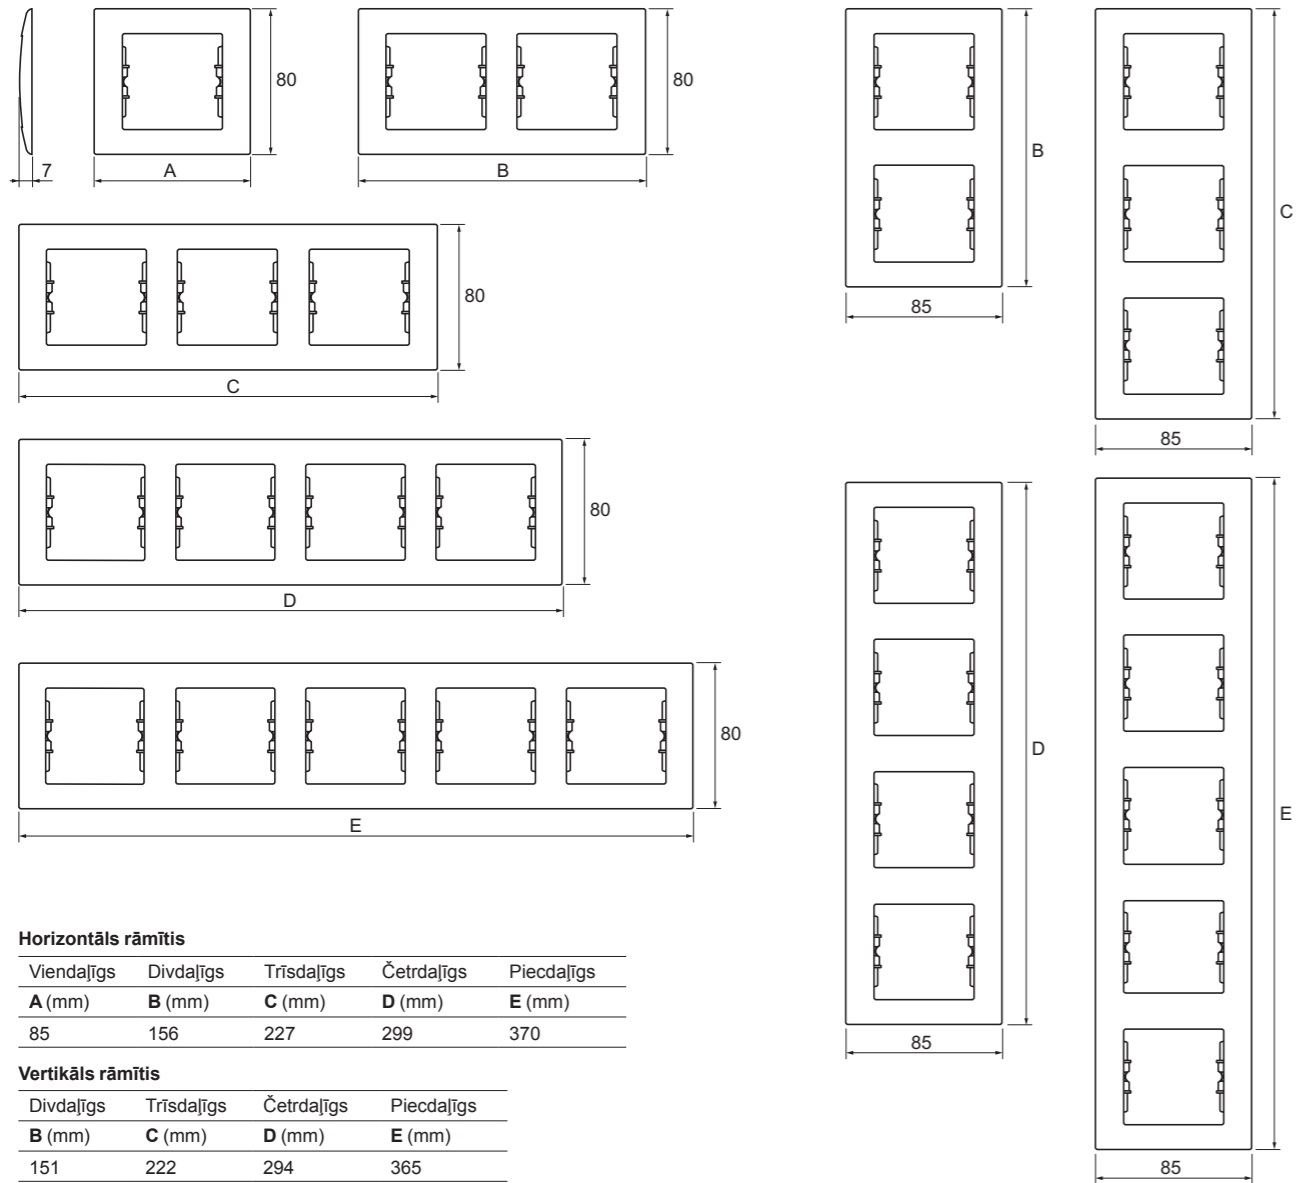 80
7
A
80
B
80
C
80
D
80
E
B
85
C
85
D
85
E
85
Horizontāls rāmītis
Viendaļīgs Divdaļīgs Trīsdaļīgs Četrdaļīgs Piecdaļīgs
A (mm) B (mm) C (mm) D (mm) E (mm)
85 156 227 299 370
Vertikāls rāmītis
Divdaļīgs Trīsdaļīgs Četrdaļīgs Piecdaļīgs
B (mm) C (mm) D (mm) E (mm)
151 222 294 365